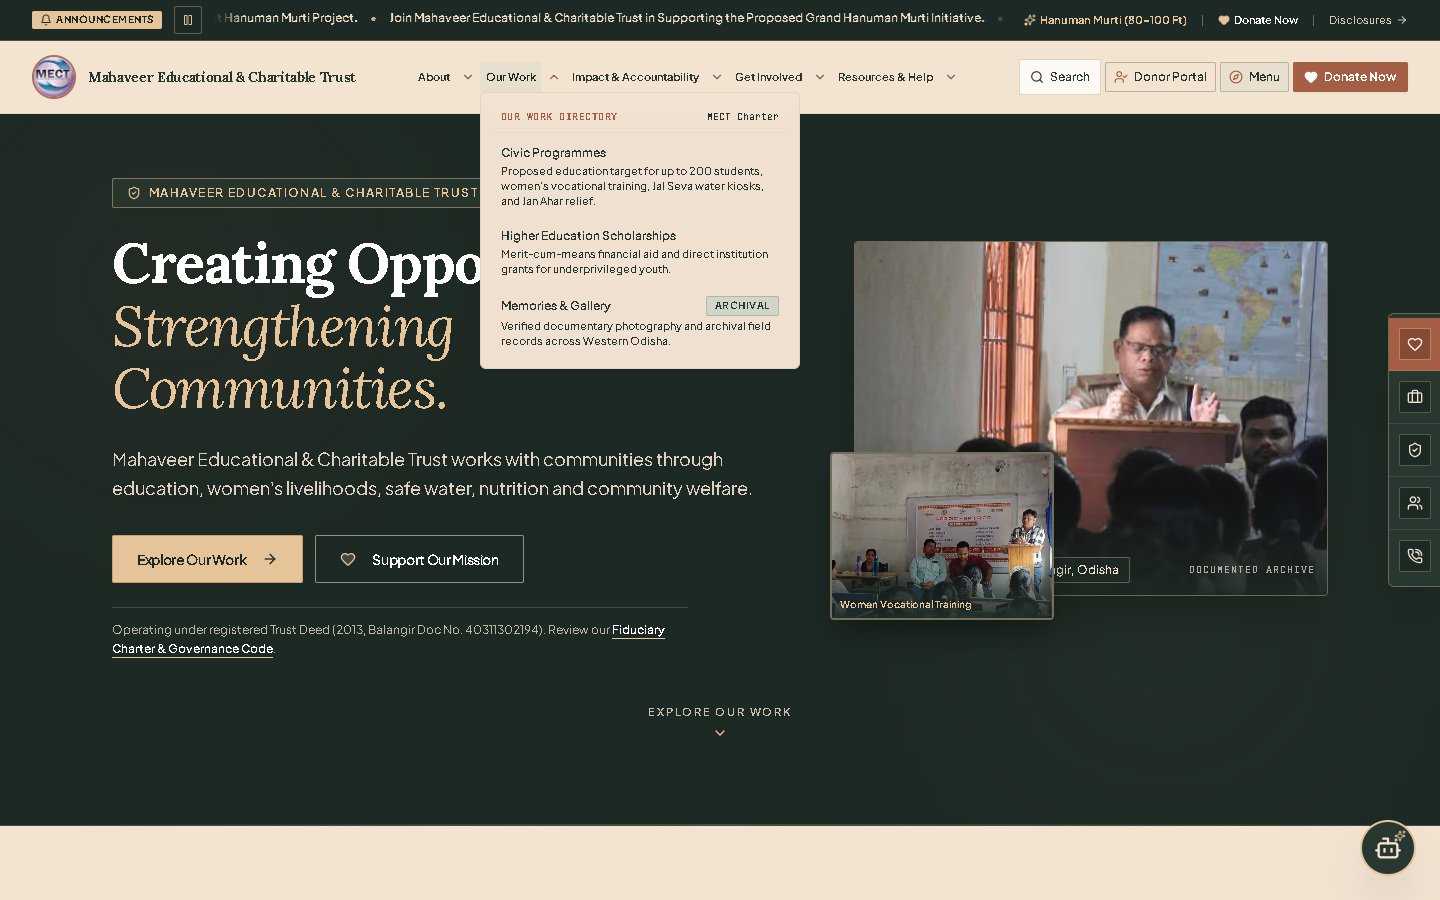 ANNOUNCEMENTS
t Hanuman Murti Project. • Join Mahaveer Educational & Charitable Trust in Supporting the Proposed Grand Hanuman Murti Initiative. •
Hanuman Murti (80–100 Ft)
Donate Now
Disclosures →
MECT
Mahaveer Educational & Charitable Trust
About
Our Work
Impact & Accountability
Get Involved
Resources & Help
Search
Donor Portal
Menu
Donate Now
OUR WORK DIRECTORY
MECT Charter
Civic Programmes
Proposed education target for up to 200 students,
women's vocational training, Jal Seva water kiosks,
and Jan Ahar relief.
Higher Education Scholarships
Merit-cum-means financial aid and direct institution
grants for underprivileged youth.
Memories & Gallery
ARCHIVAL
Verified documentary photography and archival field
records across Western Odisha.
MAHAVEER EDUCATIONAL & CHARITABLE TRUST
Creating Oppo
Strengthening
Communities.
Mahaveer Educational & Charitable Trust works with communities through
education, women's livelihoods, safe water, nutrition and community welfare.
Explore Our Work →
Support Our Mission
Operating under registered Trust Deed (2013, Balangir Doc No. 40311302194). Review our Fiduciary
Charter & Governance Code.
gir, Odisha
DOCUMENTED ARCHIVE
Women Vocational Training
EXPLORE OUR WORK